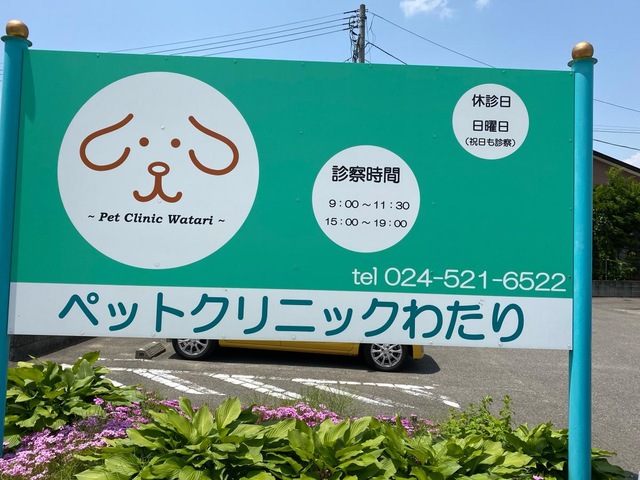 ~ Pet Clinic Watari ~
診察時間
9：00～11：30
15：00～19：00
休診日
日曜日
(祝日も診察)
tel 024-521-6522
ペットクリニックわたり